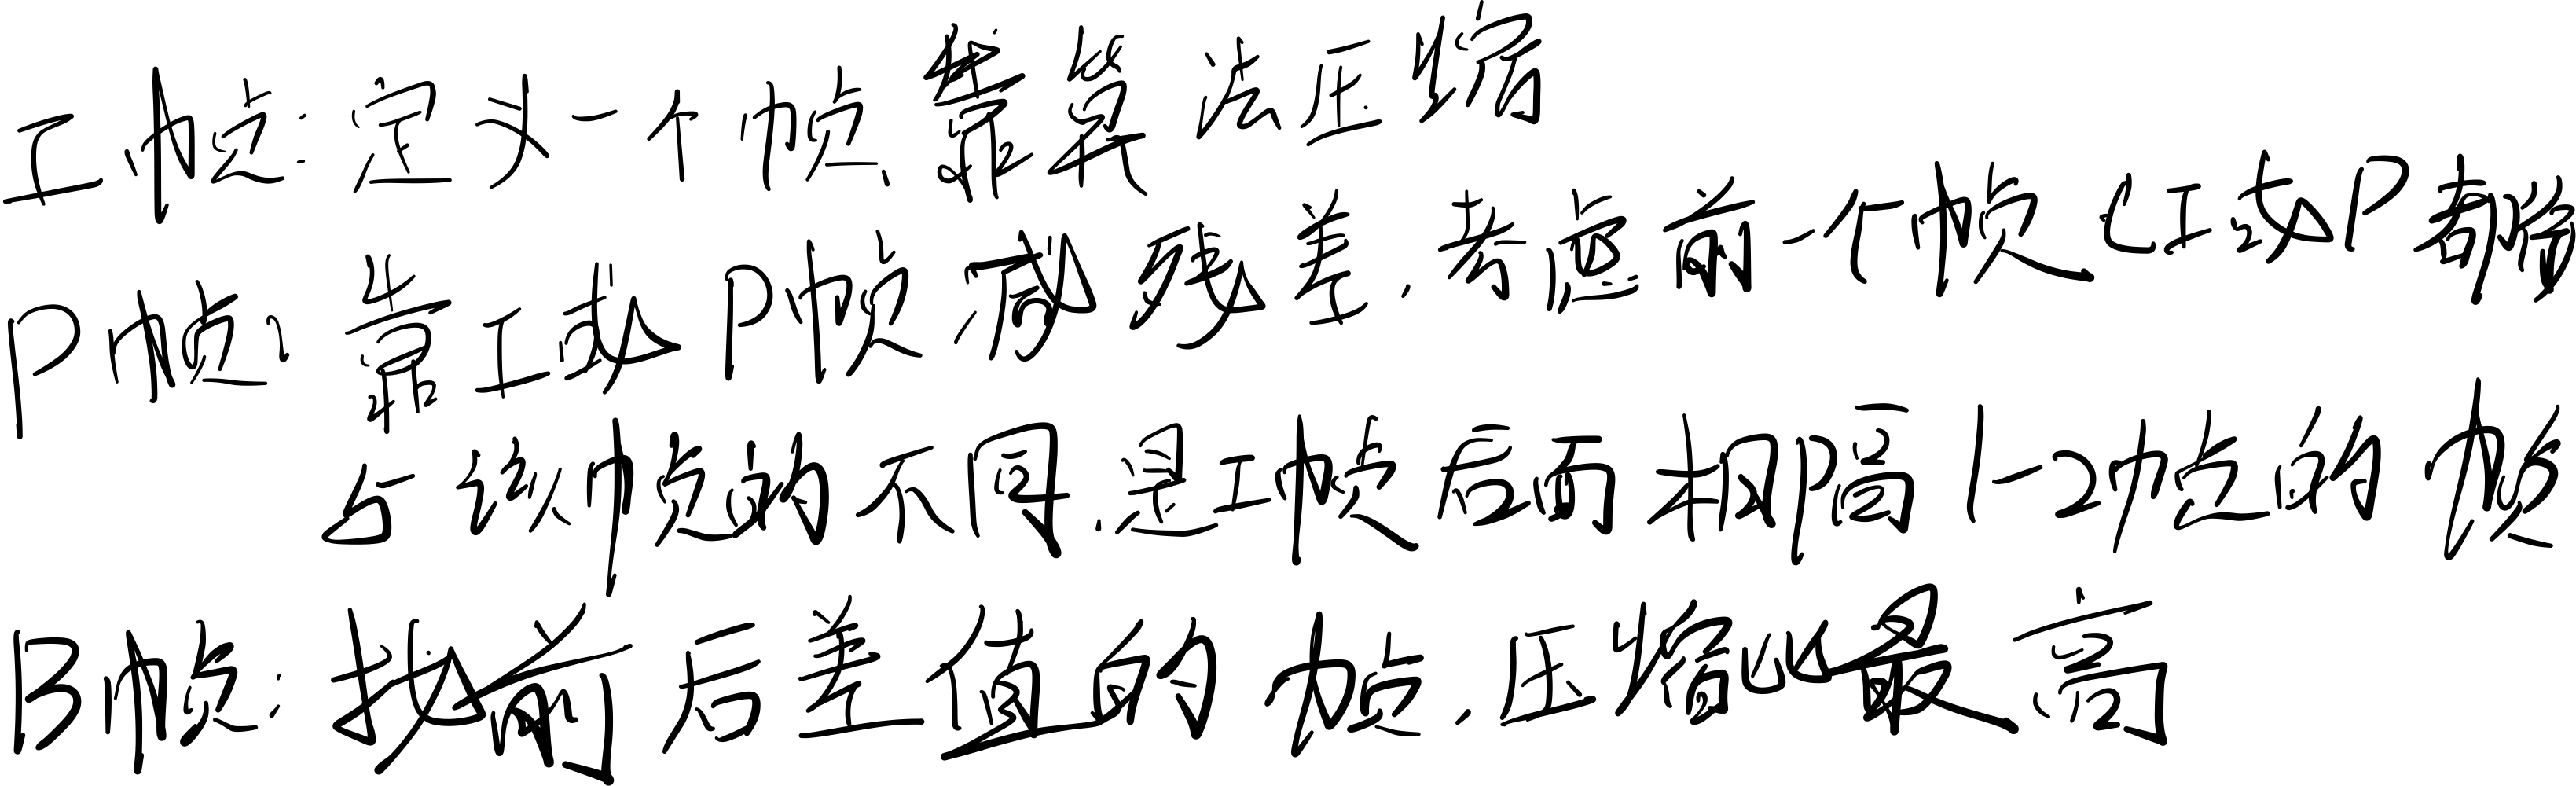 I帧：定义一个帧、靠算法压缩
P帧：靠I或P帧减残差，考虑前一个帧（I或P都
与该帧的不同，是I帧后面相隔1-2帧的帧
B帧：找前后差值的帧，压缩比最高